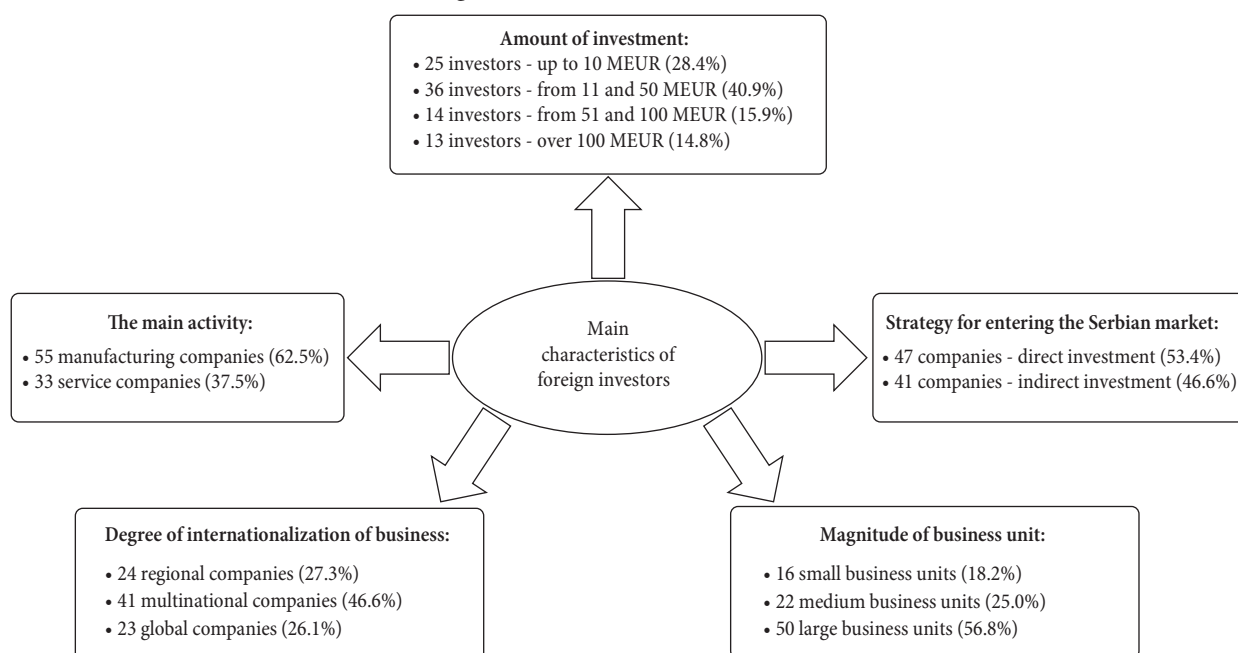 Amount of investment:
• 25 investors - up to 10 MEUR (28.4%)
• 36 investors - from 11 and 50 MEUR (40.9%)
• 14 investors - from 51 and 100 MEUR (15.9%)
• 13 investors - over 100 MEUR (14.8%)
The main activity:
• 55 manufacturing companies (62.5%)
• 33 service companies (37.5%)
Main
characteristics of
foreign investors
Strategy for entering the Serbian market:
• 47 companies - direct investment (53.4%)
• 41 companies - indirect investment (46.6%)
Degree of internationalization of business:
• 24 regional companies (27.3%)
• 41 multinational companies (46.6%)
• 23 global companies (26.1%)
Magnitude of business unit:
• 16 small business units (18.2%)
• 22 medium business units (25.0%)
• 50 large business units (56.8%)